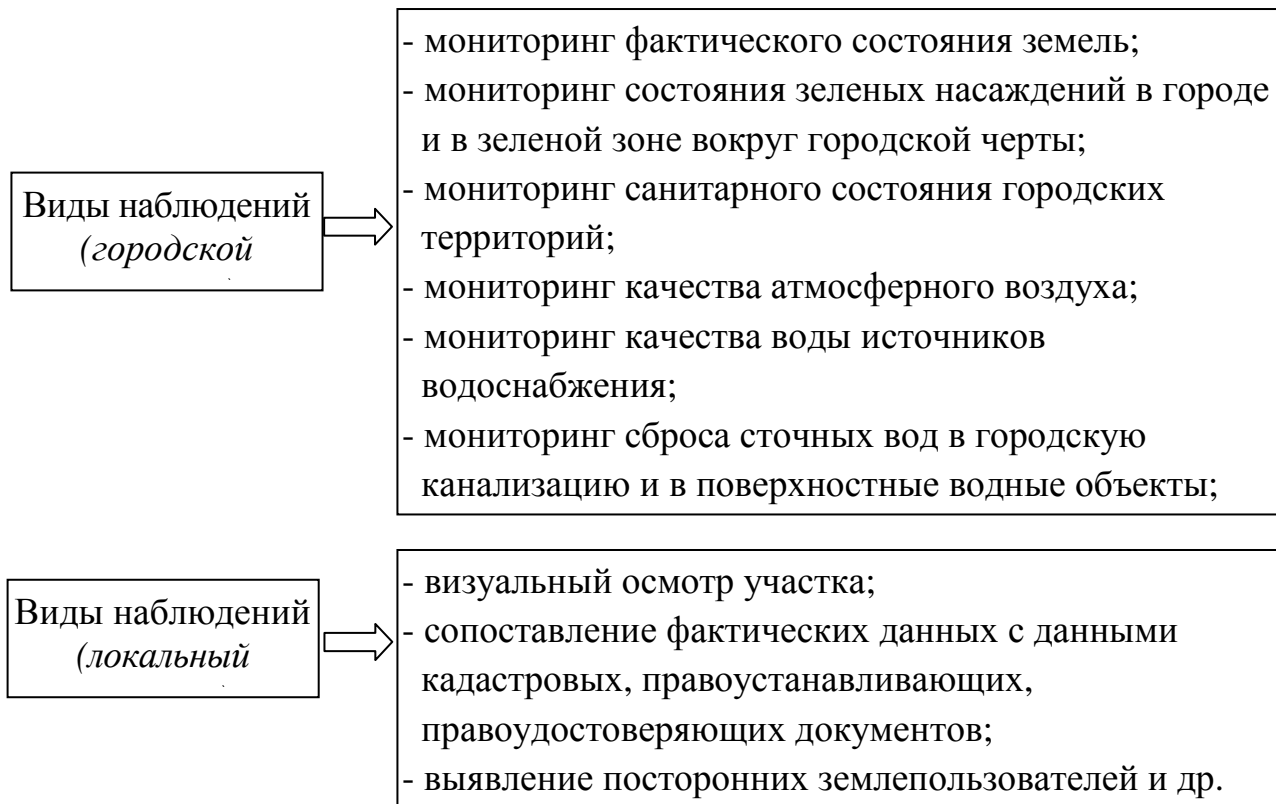 Виды наблюдений
(городской
- мониторинг фактического состояния земель;
- мониторинг состояния зеленых насаждений в городе
и в зеленой зоне вокруг городской черты;
- мониторинг санитарного состояния городских
территорий;
- мониторинг качества атмосферного воздуха;
- мониторинг качества воды источников
водоснабжения;
- мониторинг сброса сточных вод в городскую
канализацию и в поверхностные водные объекты;
Виды наблюдений
(локальный
- визуальный осмотр участка;
- сопоставление фактических данных с данными
кадастровых, правоустанавливающих,
правоудостоверяющих документов;
- выявление посторонних землепользователей и др.